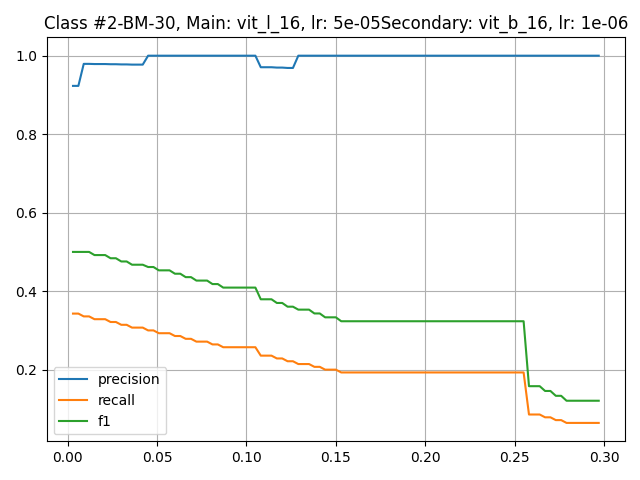 Class #2-BM-30, Main: vit_l_16, lr: 5e-05Secondary: vit_b_16, lr: 1e-06
1.0
0.8
0.6
0.4
0.2
precision
recall
f1
0.00 0.05 0.10 0.15 0.20 0.25 0.30